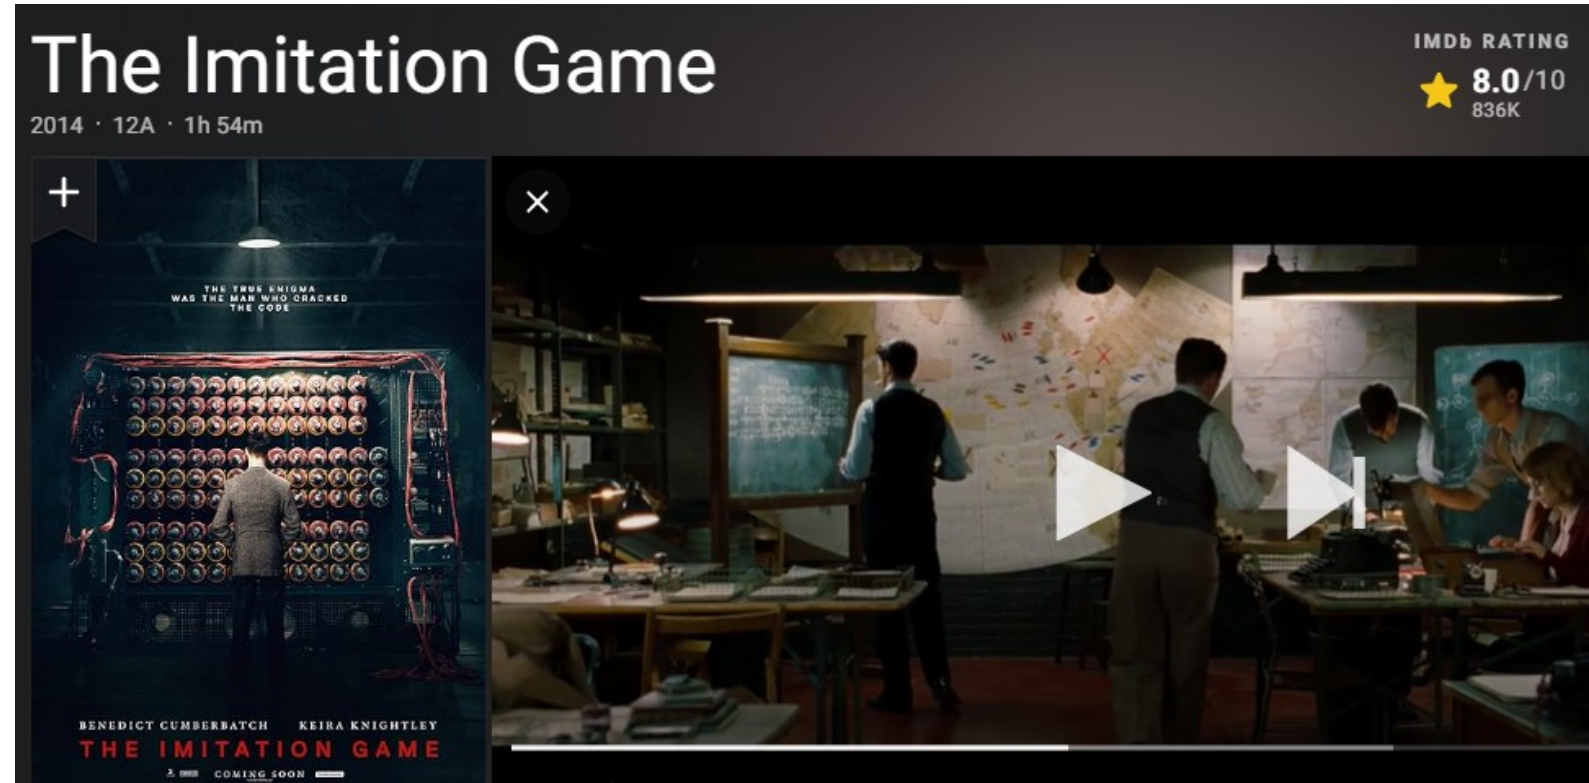 The Imitation Game
2014 · 12A · 1h 54m
IMDb RATING
8.0/10
836K
THE TRUE ENIGMA
WAS THE MAN WHO CRACKED
THE CODE
BENEDICT CUMBERBATCH KEIRA KNIGHTLEY
THE IMITATION GAME
COMING SOON